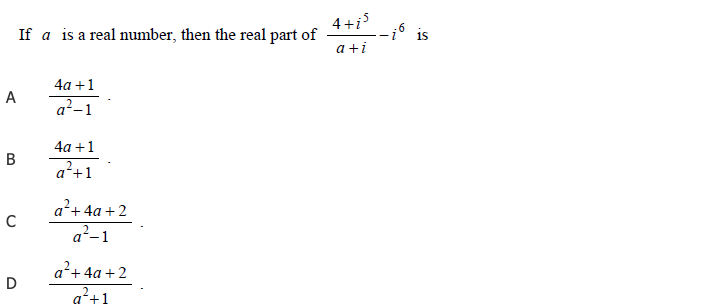 If a is a real number, then the real part of \frac{4+i^5}{a+i} - i^6 is
A \frac{4a+1}{a^2-1} .
B \frac{4a+1}{a^2+1} .
C \frac{a^2+4a+2}{a^2-1} .
D \frac{a^2+4a+2}{a^2+1} .